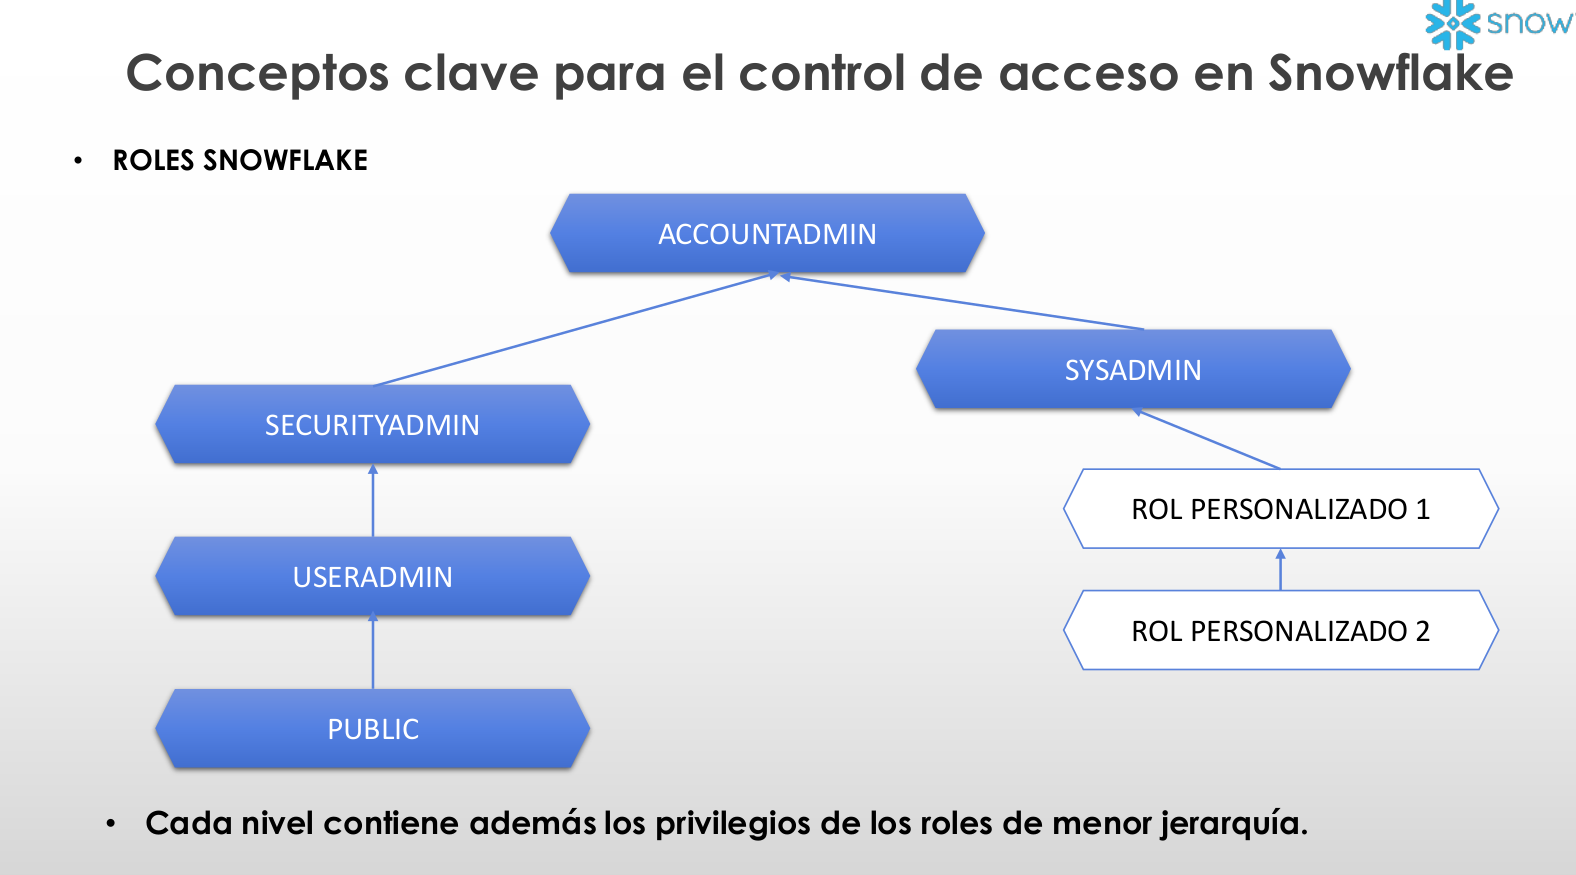 snow
Conceptos clave para el control de acceso en Snowflake
• ROLES SNOWFLAKE
ACCOUNTADMIN
SYSADMIN
SECURITYADMIN
ROL PERSONALIZADO 1
USERADMIN
ROL PERSONALIZADO 2
PUBLIC
• Cada nivel contiene además los privilegios de los roles de menor jerarquía.